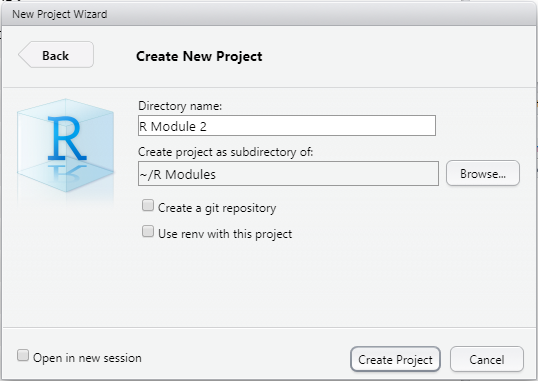 New Project Wizard
Back
Create New Project
R
Directory name:
R Module 2
Create project as subdirectory of:
~/R Modules
Browse...
Create a git repository
Use renv with this project
Open in new session
Create Project
Cancel